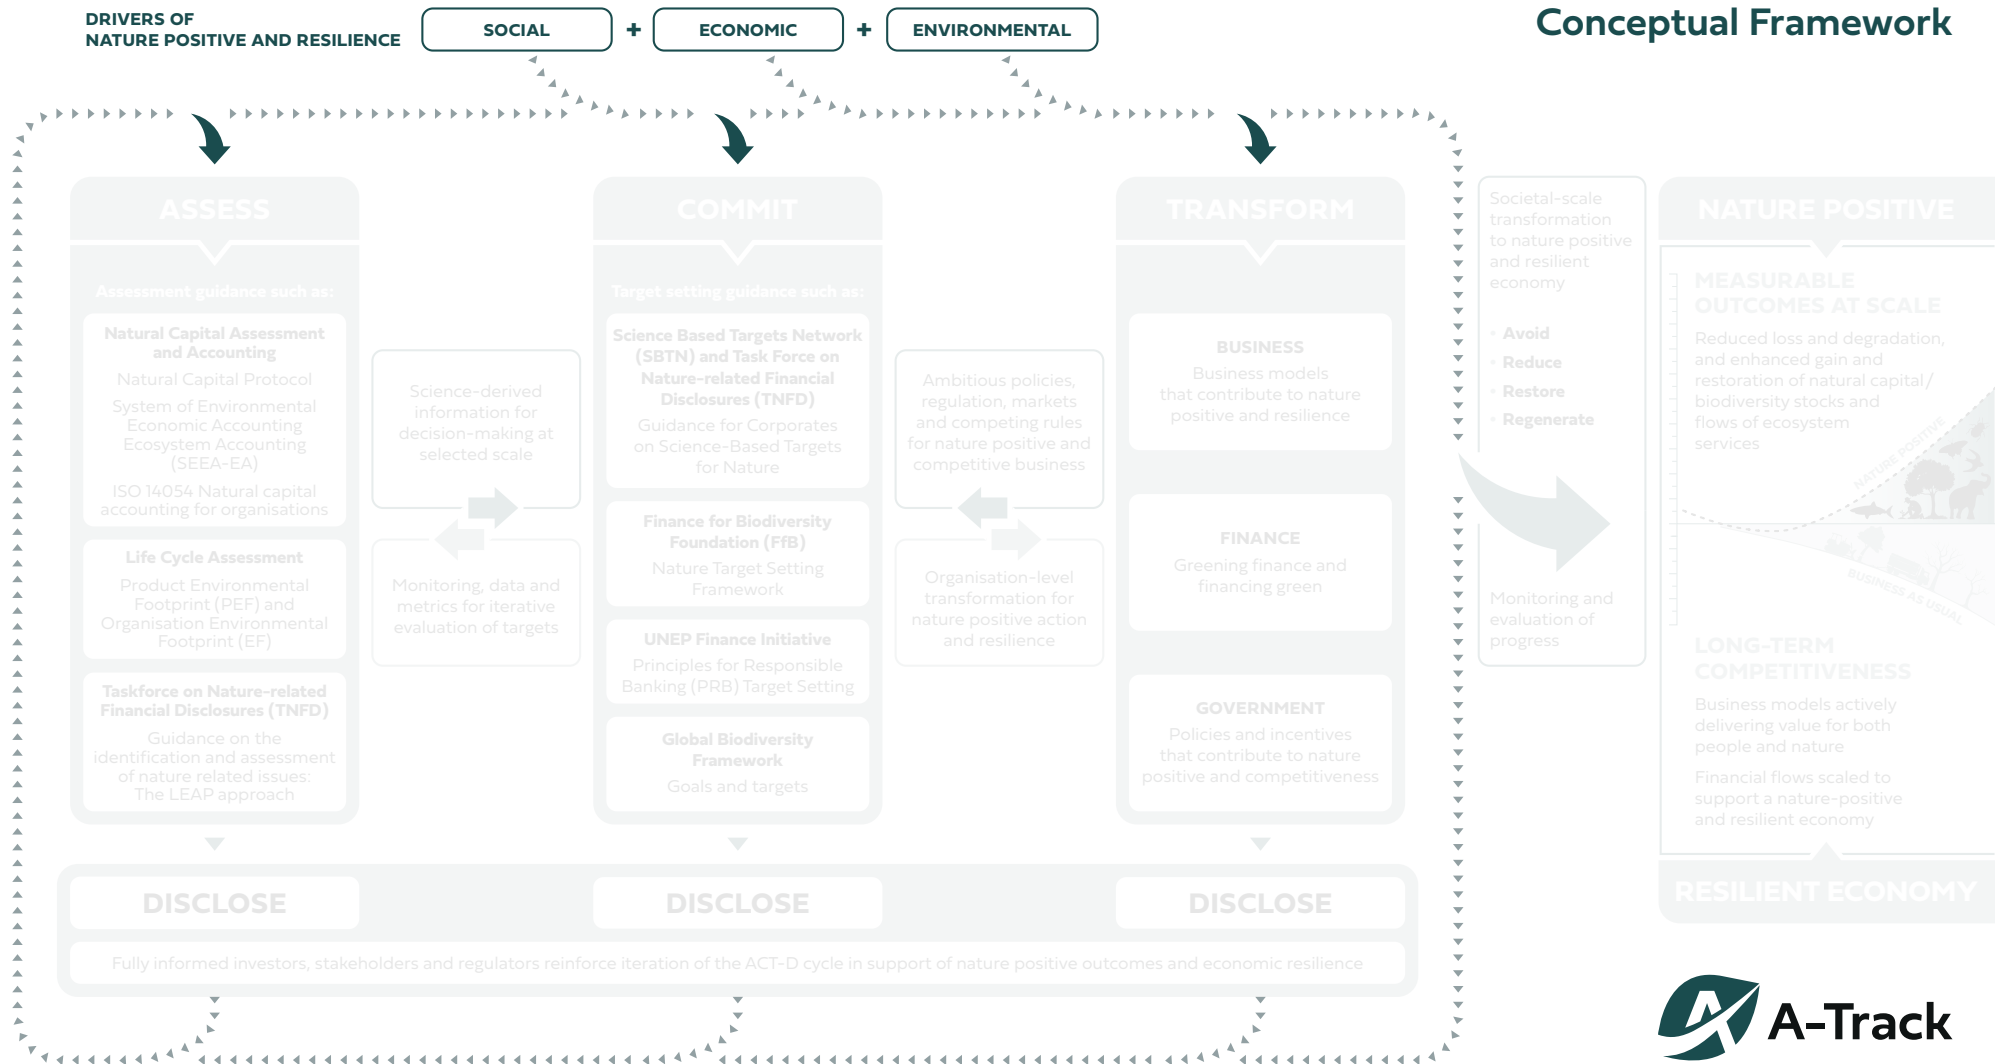 DRIVERS OF
NATURE POSITIVE AND RESILIENCE
SOCIAL
+
ECONOMIC
+
ENVIRONMENTAL
Conceptual Framework
ASSESS
Assessment guidance such as:
Natural Capital Assessment
and Accounting
Natural Capital Protocol
System of Environmental
Economic Accounting
Ecosystem Accounting
(SEEA-EA)
ISO 14054 Natural capital
accounting for organisations
Life Cycle Assessment
Product Environmental
Footprint (PEF) and
Organisation Environmental
Footprint (EF)
Taskforce on Nature-related
Financial Disclosures (TNFD)
Guidance on the
identification and assessment
of nature related issues:
The LEAP approach
Science-derived
information for
decision-making at
selected scale
Monitoring, data and
metrics for iterative
evaluation of targets
COMMIT
Target setting guidance such as:
Science Based Targets Network
(SBTN) and Task Force on
Nature-related Financial
Disclosures (TNFD)
Guidance for Corporates
on Science-Based Targets
for Nature
Finance for Biodiversity
Foundation (FfB)
Nature Target Setting
Framework
UNEP Finance Initiative
Principles for Responsible
Banking (PRB) Target Setting
Global Biodiversity
Framework
Goals and targets
Ambitious policies,
regulation, markets
and competing rules
for nature positive and
competitive business
Organisation-level
transformation for
nature positive action
and resilience
TRANSFORM
BUSINESS
Business models
that contribute to nature
positive and resilience
FINANCE
Greening finance and
financing green
GOVERNMENT
Policies and incentives
that contribute to nature
positive and competitiveness
Societal-scale
transformation
to nature positive
and resilient
economy
• Avoid
• Reduce
• Restore
• Regenerate
Monitoring and
evaluation of
progress
NATURE POSITIVE
MEASURABLE
OUTCOMES AT SCALE
Reduced loss and degradation,
and enhanced gain and
restoration of natural capital/
biodiversity stocks and
flows of ecosystem
services
NATURE POSITIVE
BUSINESS AS USUAL
LONG-TERM
COMPETITIVENESS
Business models actively
delivering value for both
people and nature
Financial flows scaled to
support a nature-positive
and resilient economy
RESILIENT ECONOMY
DISCLOSE
DISCLOSE
DISCLOSE
Fully informed investors, stakeholders and regulators reinforce iteration of the ACT-D cycle in support of nature positive outcomes and economic resilience
A-Track